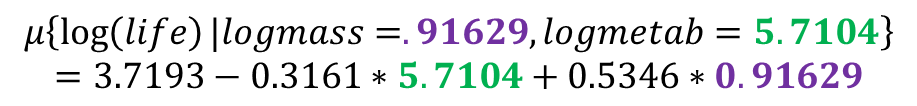 μ{log(life) |logmass =.91629, logmetab = 5.7104}
= 3.7193 − 0.3161 ∗ 5.7104 + 0.5346 ∗ 0.91629